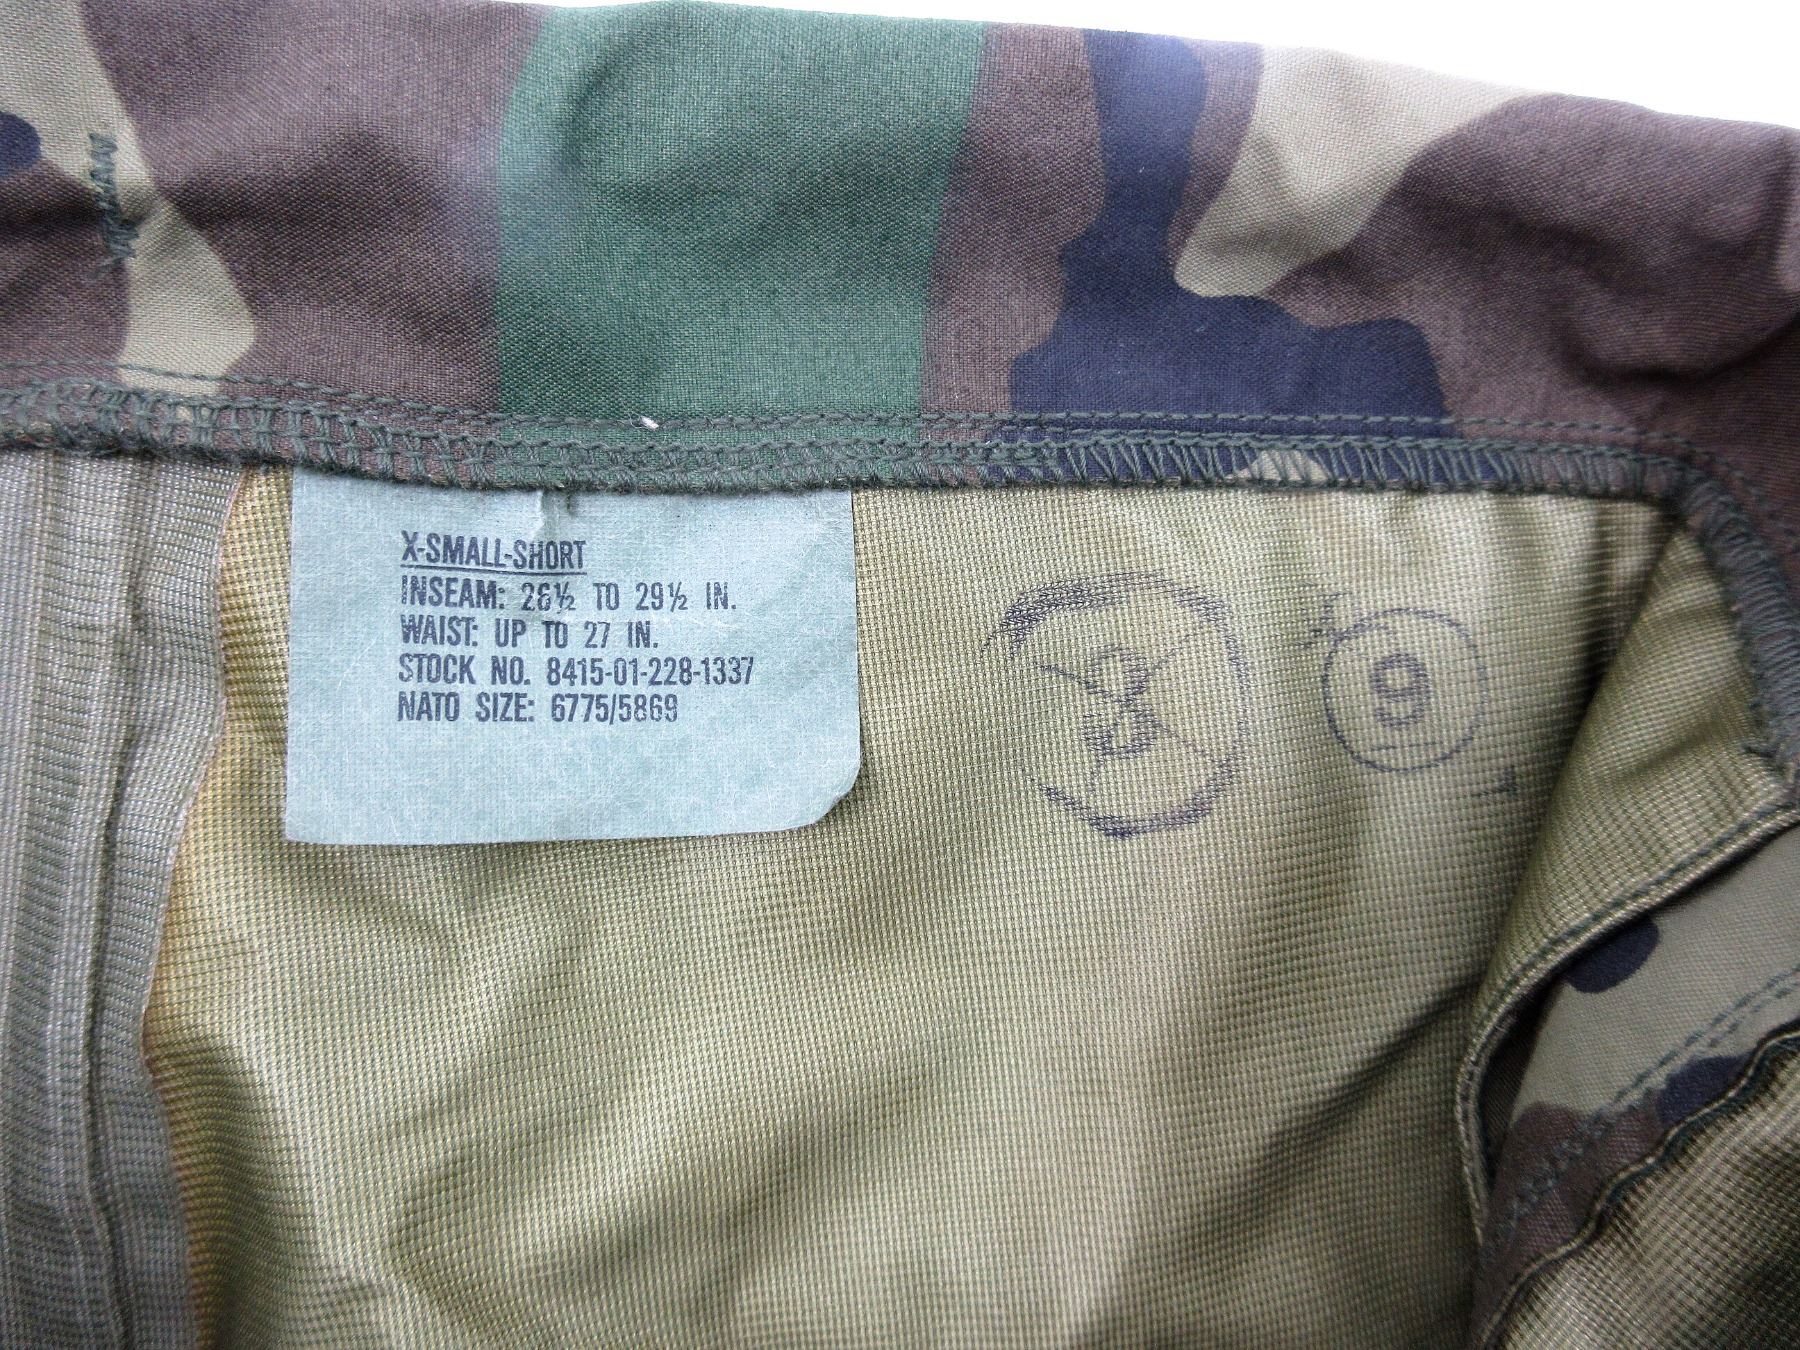 X-SMALL-SHORT
INSEAM: 26½ TO 29½ IN.
WAIST: UP TO 27 IN.
STOCK NO. 8415-01-228-1337
NATO SIZE: 6775/5869